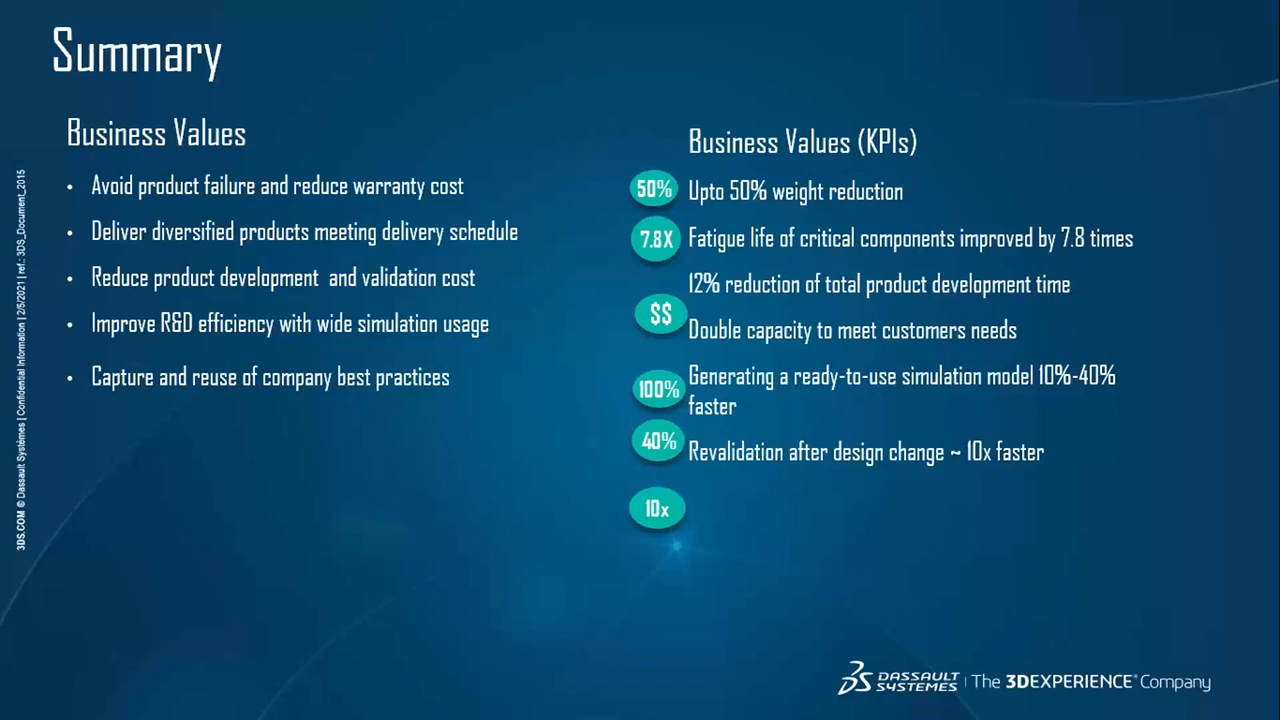 Summary
Business Values
• Avoid product failure and reduce warranty cost
• Deliver diversified products meeting delivery schedule
• Reduce product development and validation cost
• Improve R&D efficiency with wide simulation usage
• Capture and reuse of company best practices
Business Values (KPIs)
50% Upto 50% weight reduction
7.8X Fatigue life of critical components improved by 7.8 times
12% reduction of total product development time
$$
Double capacity to meet customers needs
100% Generating a ready-to-use simulation model 10%-40%
faster
40% Revalidation after design change ~ 10x faster
10x
3DS.COM © Dassault Systèmes | Confidential Information | 2/5/2021 | ref.: 3DS_Document_2015
DASSAULT
SYSTEMES | The 3DEXPERIENCE® Company